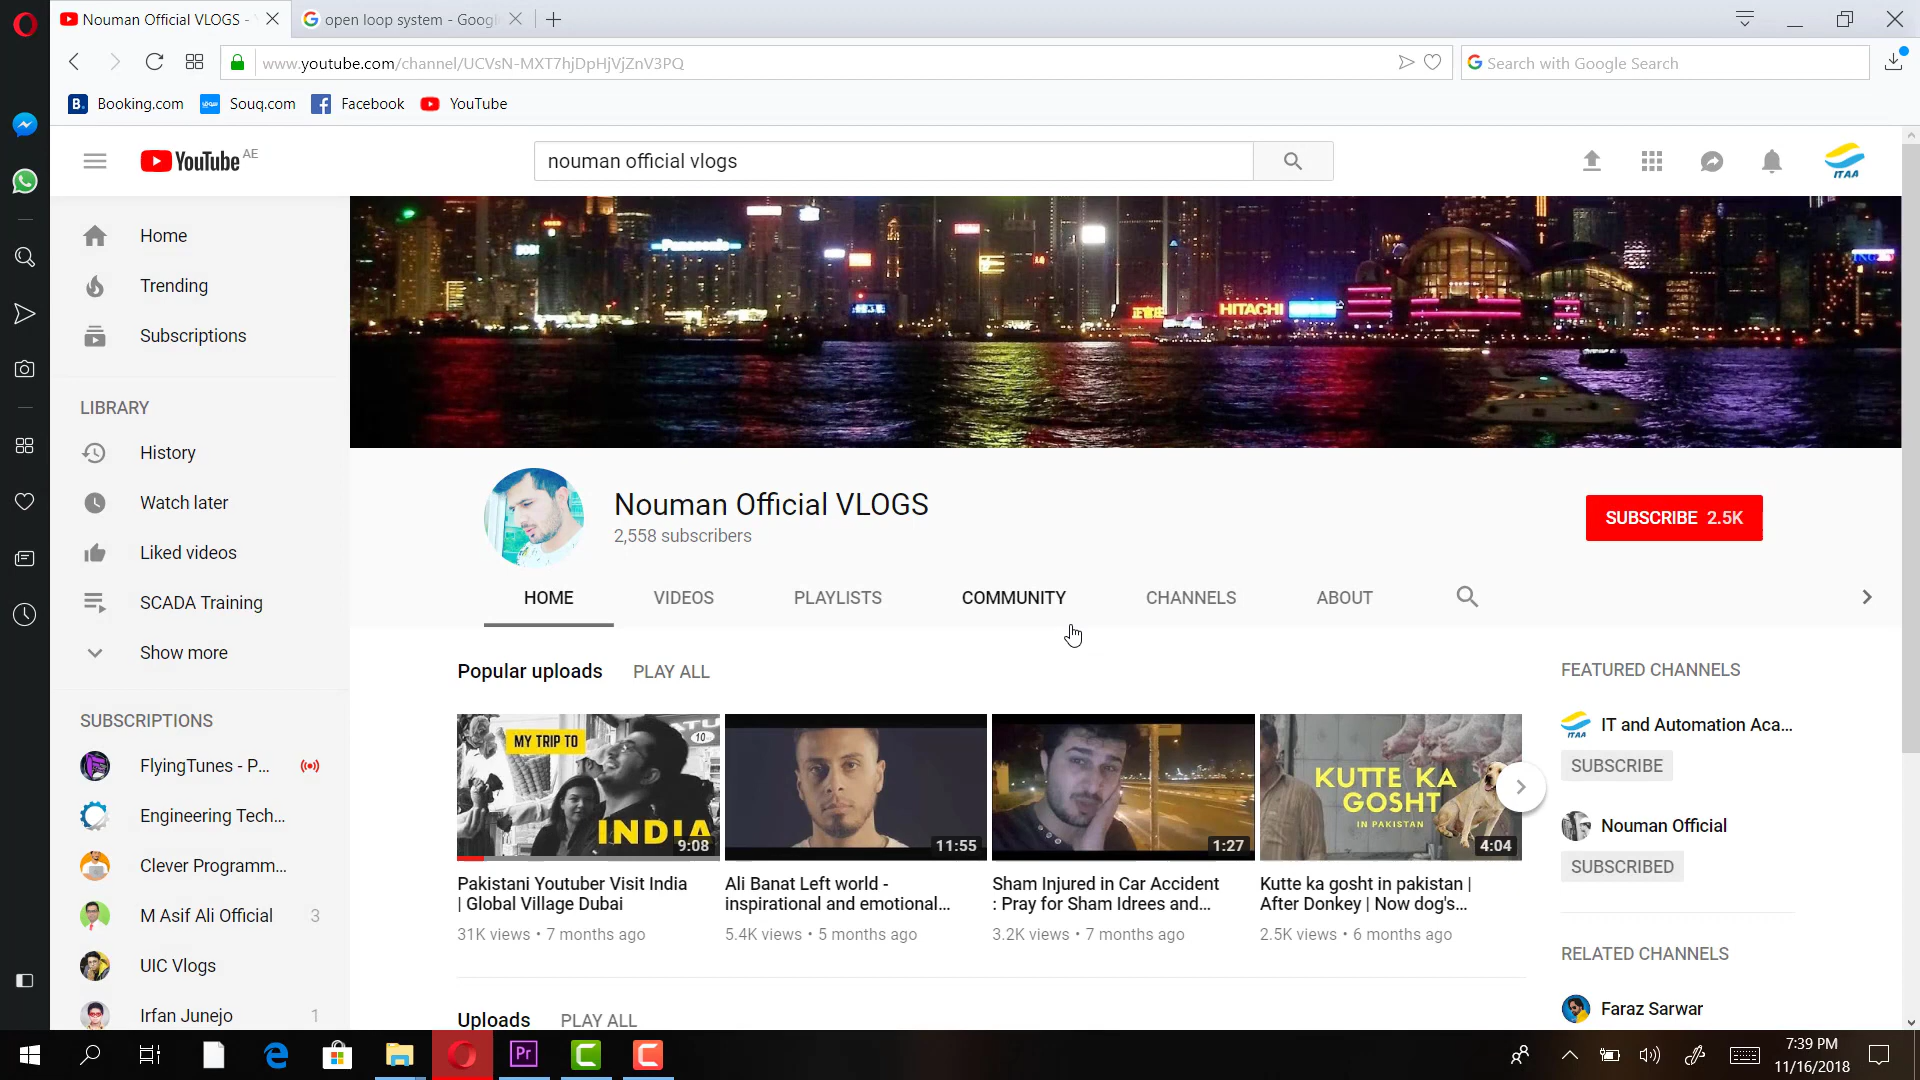 Nouman Official VLOGS -
open loop system - Googl
www.youtube.com/channel/UCVsN-MXT7hjDpHjVjZnV3PQ
Search with Google Search
B. Booking.com
Souq.com
Facebook
YouTube
YouTube AE
nouman official vlogs
ITAA
Home
Trending
Subscriptions
LIBRARY
History
Watch later
Liked videos
SCADA Training
Show more
SUBSCRIPTIONS
FlyingTunes - P...
Engineering Tech...
Clever Programm...
M Asif Ali Official 3
UIC Vlogs
Irfan Junejo 1
Panasonic
HITACHI
Nouman Official VLOGS
2,558 subscribers
SUBSCRIBE 2.5K
HOME
VIDEOS
PLAYLISTS
COMMUNITY
CHANNELS
ABOUT
Popular uploads PLAY ALL
MY TRIP TO
INDIA
10
9:08
11:55
1:27
KUTTE KA
GOSHT
IN PAKISTAN
4:04
Pakistani Youtuber Visit India
| Global Village Dubai
31K views • 7 months ago
Ali Banat Left world -
inspirational and emotional...
5.4K views • 5 months ago
Sham Injured in Car Accident
: Pray for Sham Idrees and...
3.2K views • 7 months ago
Kutte ka gosht in pakistan |
After Donkey | Now dog's...
2.5K views • 6 months ago
Uploads PLAY ALL
FEATURED CHANNELS
ITAA
IT and Automation Aca...
SUBSCRIBE
Nouman Official
SUBSCRIBED
RELATED CHANNELS
Faraz Sarwar
Pr
7:39 PM
11/16/2018